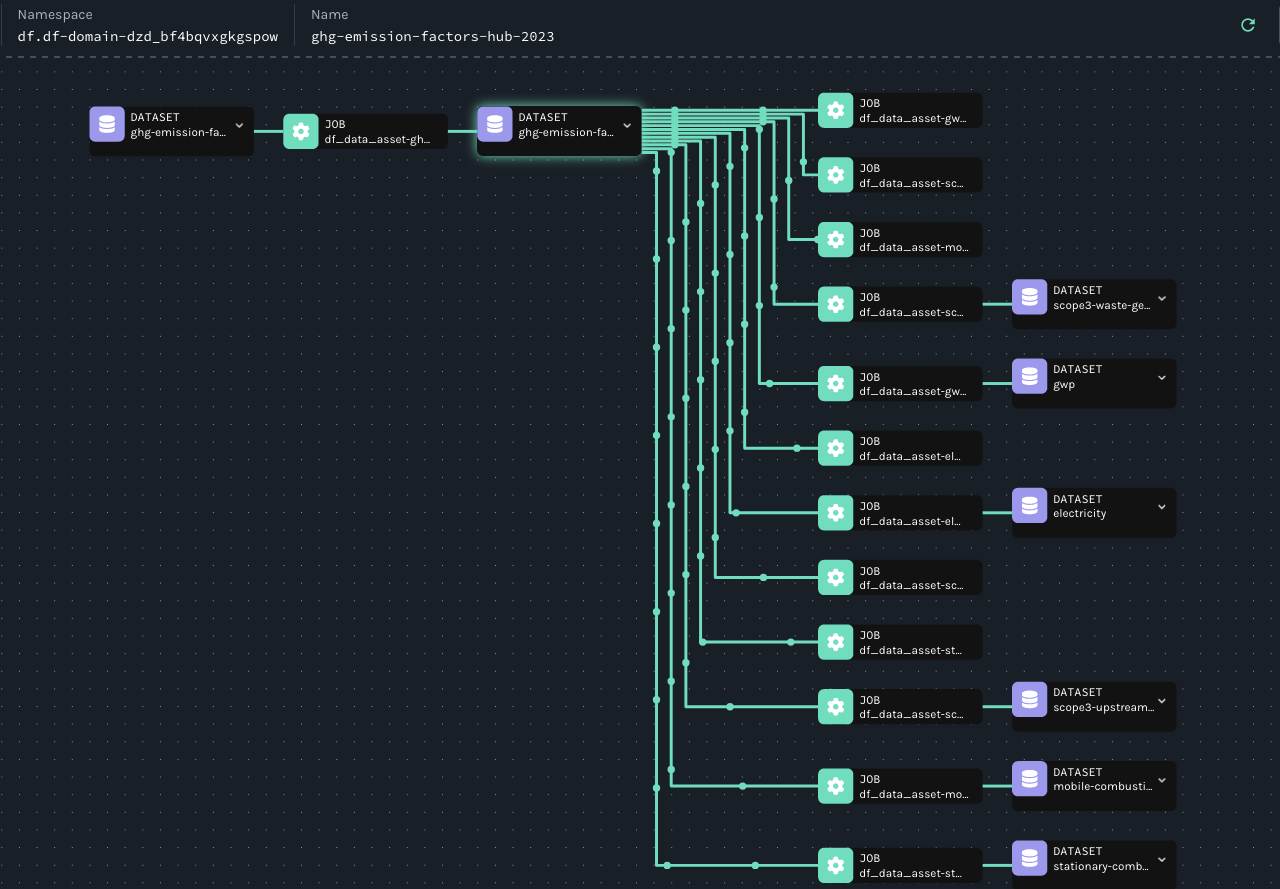 Namespace
df.df-domain-dzd_bf4bqvxgkgspow
Name
ghg-emission-factors-hub-2023
DATASET
ghg-emission-fa…
JOB
df_data_asset-gh…
DATASET
ghg-emission-fa…
JOB
df_data_asset-gw…
JOB
df_data_asset-sc…
JOB
df_data_asset-mo…
JOB
df_data_asset-sc…
DATASET
scope3-waste-ge…
JOB
df_data_asset-gw…
DATASET
gwp
JOB
df_data_asset-el…
JOB
df_data_asset-el…
DATASET
electricity
JOB
df_data_asset-sc…
JOB
df_data_asset-st…
JOB
df_data_asset-sc…
DATASET
scope3-upstream…
JOB
df_data_asset-mo…
DATASET
mobile-combusti…
JOB
df_data_asset-st…
DATASET
stationary-comb…